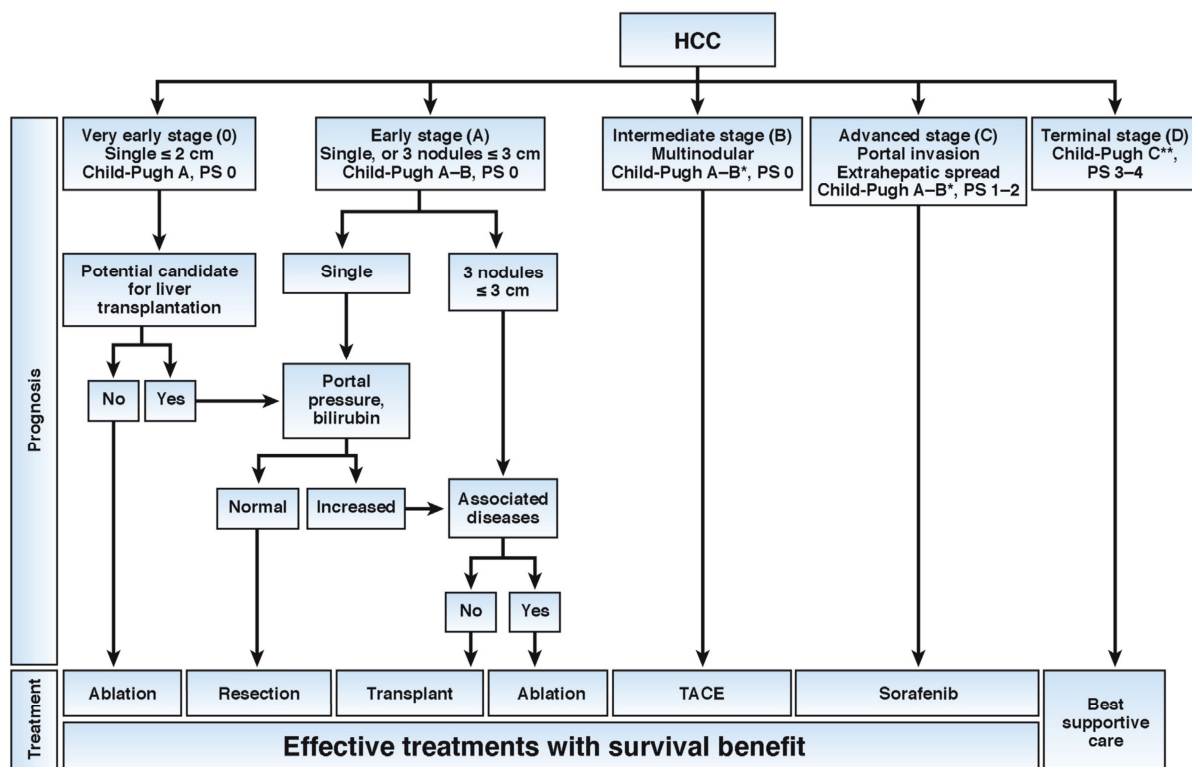 HCC
Very early stage (0)
Single ≤ 2 cm
Child-Pugh A, PS 0
Early stage (A)
Single, or 3 nodules ≤ 3 cm
Child-Pugh A–B, PS 0
Intermediate stage (B)
Multinodular
Child-Pugh A–B*, PS 0
Advanced stage (C)
Portal invasion
Extrahepatic spread
Child-Pugh A–B*, PS 1–2
Terminal stage (D)
Child-Pugh C**,
PS 3–4
Prognosis
Potential candidate
for liver
transplantation
Single
3 nodules
≤ 3 cm
No
Yes
Portal
pressure,
bilirubin
Normal
Increased
Associated
diseases
No
Yes
Treatment
Ablation
Resection
Transplant
Ablation
TACE
Sorafenib
Best
supportive
care
Effective treatments with survival benefit